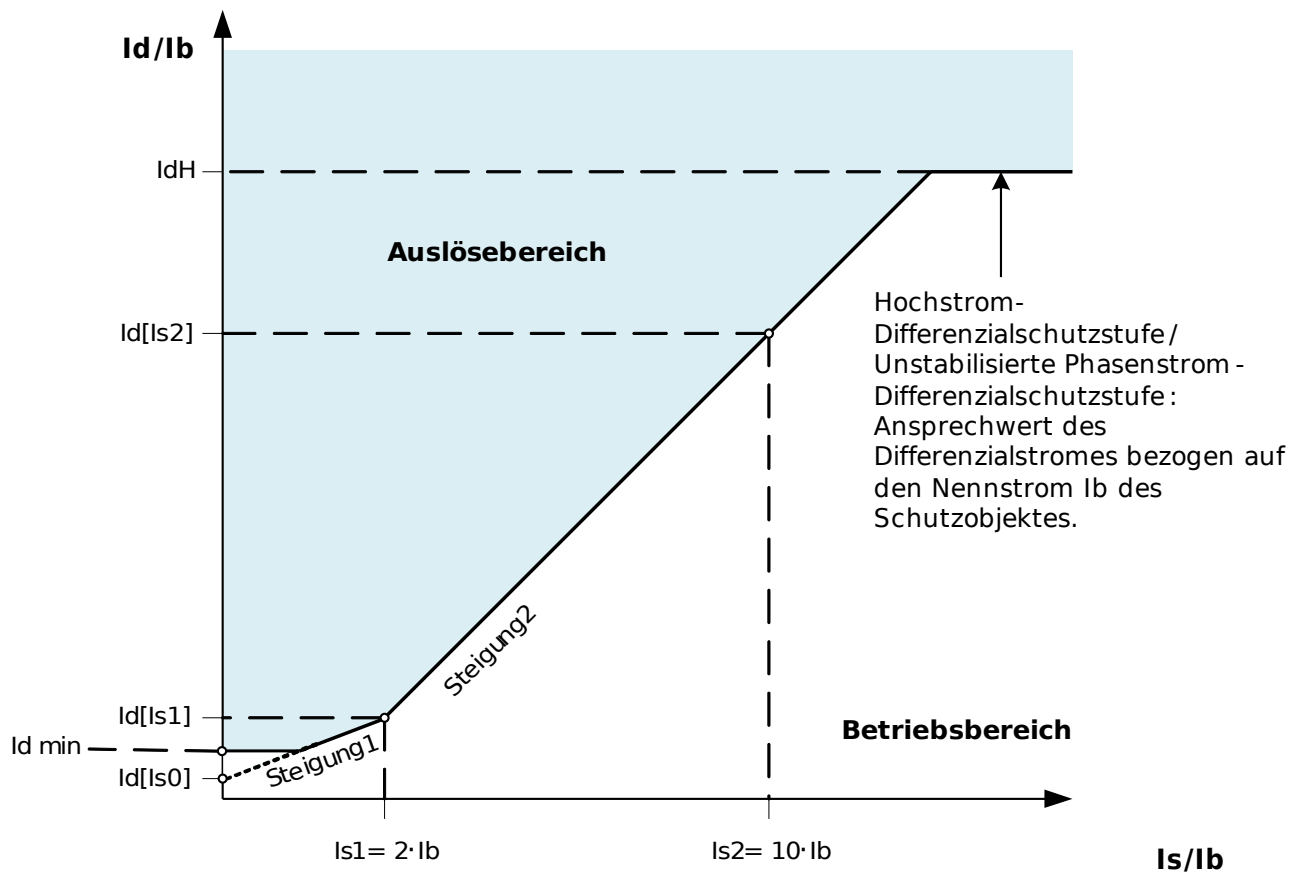 Id/Ib
IdH
Auslösebereich
Hochstrom-
Differenzialschutzstufe/
Unstabilisierte Phasenstrom-
Differenzialschutzstufe:
Ansprechwert des
Differenzialstromes bezogen auf
den Nennstrom Ib des
Schutzobjektes.
Id[Is2]
Steigung2
Id[Is1]
Id min
Steigung1
Id[Is0]
Betriebsbereich
Is1= 2·Ib
Is2= 10·Ib
Is/Ib